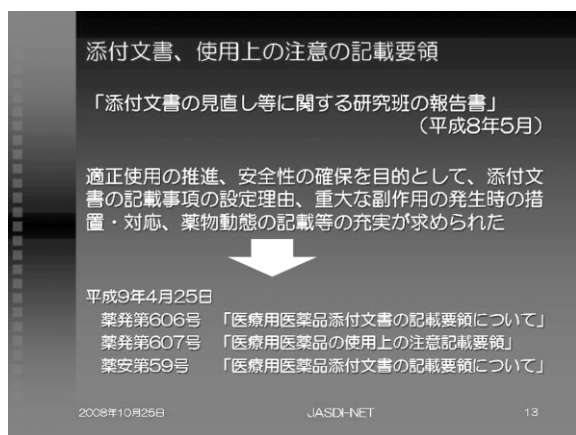 添付文書、使用上の注意の記載要領
「添付文書の見直し等に関する研究班の報告書」
（平成8年5月）
適正使用の推進、安全性の確保を目的として、添付文
書の記載事項の設定理由、重大な副作用の発生時の措
置・対応、薬物動態の記載等の充実が求められた
平成9年4月25日
薬発第606号 「医療用医薬品添付文書の記載要領について」
薬発第607号 「医療用医薬品の使用上の注意記載要領」
薬安第59号 「医療用医薬品添付文書の記載要領について」
2008年10月25日 JASDI-NET 13